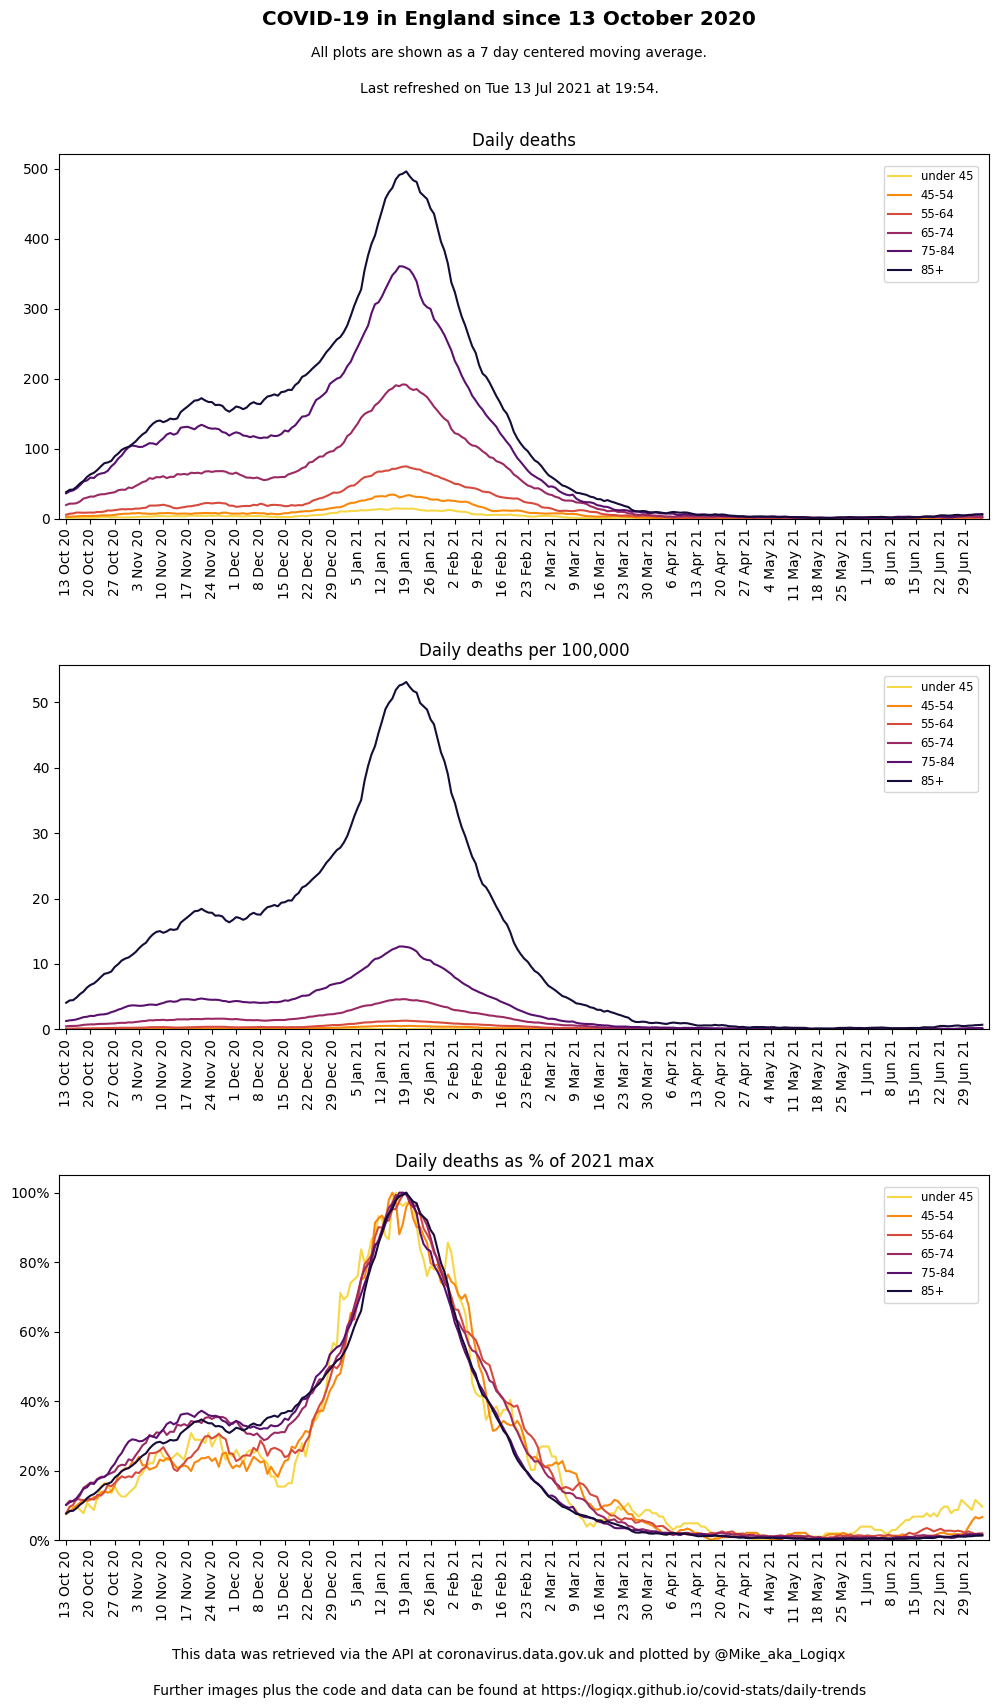 COVID-19 in England since 13 October 2020
All plots are shown as a 7 day centered moving average.
Last refreshed on Tue 13 Jul 2021 at 19:54.
Daily deaths
500
400
300
200
100
0
under 45
45-54
55-64
65-74
75-84
85+
13 Oct 20
20 Oct 20
27 Oct 20
3 Nov 20
10 Nov 20
17 Nov 20
24 Nov 20
1 Dec 20
8 Dec 20
15 Dec 20
22 Dec 20
29 Dec 20
5 Jan 21
12 Jan 21
19 Jan 21
26 Jan 21
2 Feb 21
9 Feb 21
16 Feb 21
23 Feb 21
2 Mar 21
9 Mar 21
16 Mar 21
23 Mar 21
30 Mar 21
6 Apr 21
13 Apr 21
20 Apr 21
27 Apr 21
4 May 21
11 May 21
18 May 21
25 May 21
1 Jun 21
8 Jun 21
15 Jun 21
22 Jun 21
29 Jun 21
Daily deaths per 100,000
50
40
30
20
10
0
under 45
45-54
55-64
65-74
75-84
85+
13 Oct 20
20 Oct 20
27 Oct 20
3 Nov 20
10 Nov 20
17 Nov 20
24 Nov 20
1 Dec 20
8 Dec 20
15 Dec 20
22 Dec 20
29 Dec 20
5 Jan 21
12 Jan 21
19 Jan 21
26 Jan 21
2 Feb 21
9 Feb 21
16 Feb 21
23 Feb 21
2 Mar 21
9 Mar 21
16 Mar 21
23 Mar 21
30 Mar 21
6 Apr 21
13 Apr 21
20 Apr 21
27 Apr 21
4 May 21
11 May 21
18 May 21
25 May 21
1 Jun 21
8 Jun 21
15 Jun 21
22 Jun 21
29 Jun 21
Daily deaths as % of 2021 max
100%
80%
60%
40%
20%
0%
under 45
45-54
55-64
65-74
75-84
85+
13 Oct 20
20 Oct 20
27 Oct 20
3 Nov 20
10 Nov 20
17 Nov 20
24 Nov 20
1 Dec 20
8 Dec 20
15 Dec 20
22 Dec 20
29 Dec 20
5 Jan 21
12 Jan 21
19 Jan 21
26 Jan 21
2 Feb 21
9 Feb 21
16 Feb 21
23 Feb 21
2 Mar 21
9 Mar 21
16 Mar 21
23 Mar 21
30 Mar 21
6 Apr 21
13 Apr 21
20 Apr 21
27 Apr 21
4 May 21
11 May 21
18 May 21
25 May 21
1 Jun 21
8 Jun 21
15 Jun 21
22 Jun 21
29 Jun 21
This data was retrieved via the API at coronavirus.data.gov.uk and plotted by @Mike_aka_Logiqx
Further images plus the code and data can be found at https://logiqx.github.io/covid-stats/daily-trends